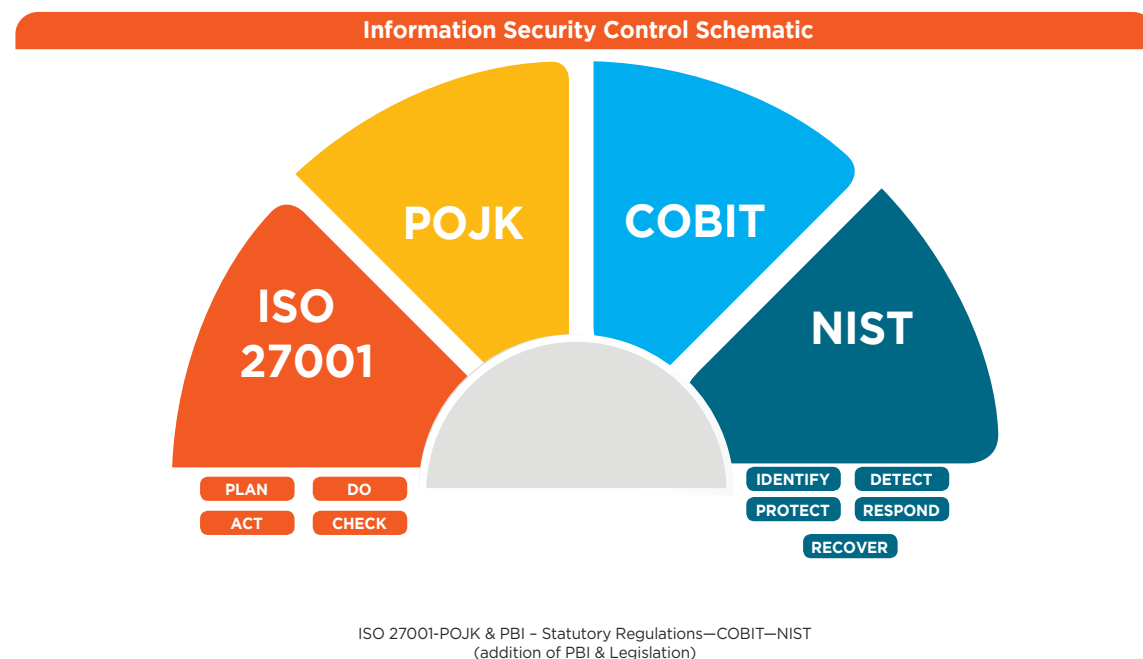 Information Security Control Schematic
POJK
COBIT
ISO
27001
NIST
PLAN
DO
ACT
CHECK
IDENTIFY
DETECT
PROTECT
RESPOND
RECOVER
ISO 27001-POJK & PBI – Statutory Regulations—COBIT—NIST
(addition of PBI & Legislation)